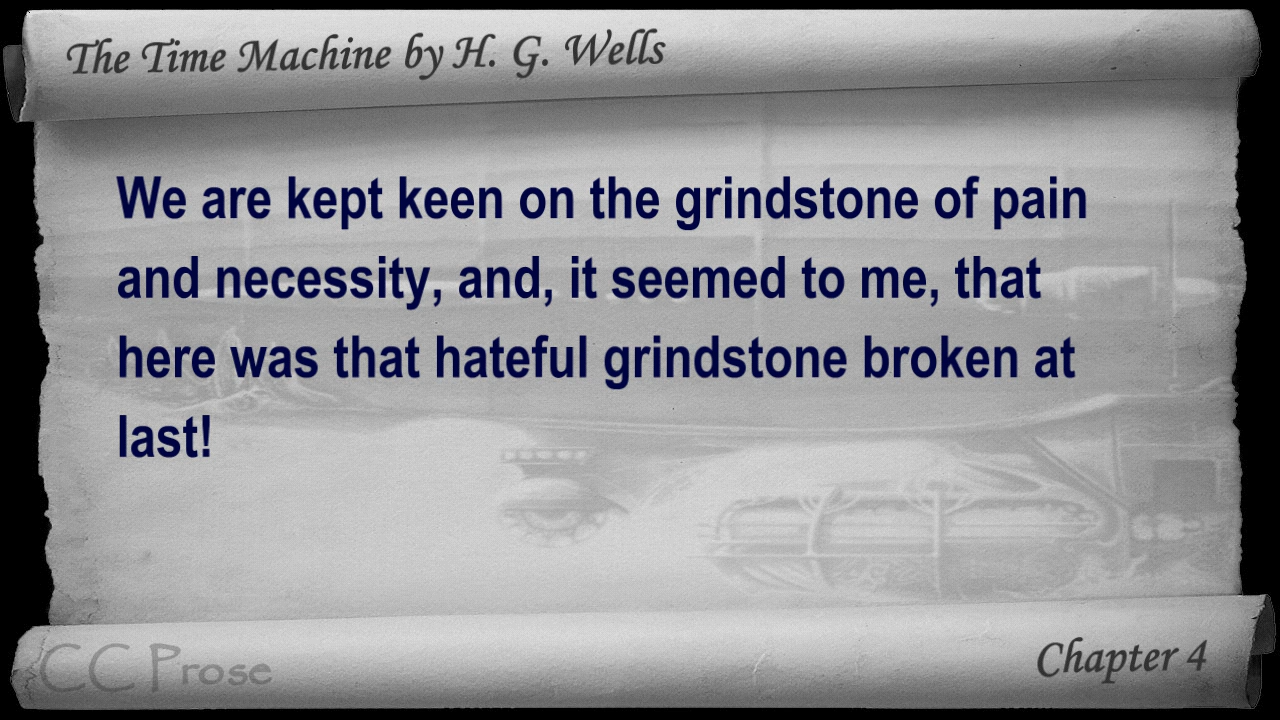 The Time Machine by H. G. Wells
We are kept keen on the grindstone of pain
and necessity, and, it seemed to me, that
here was that hateful grindstone broken at
last!
CC Prose
Chapter 4